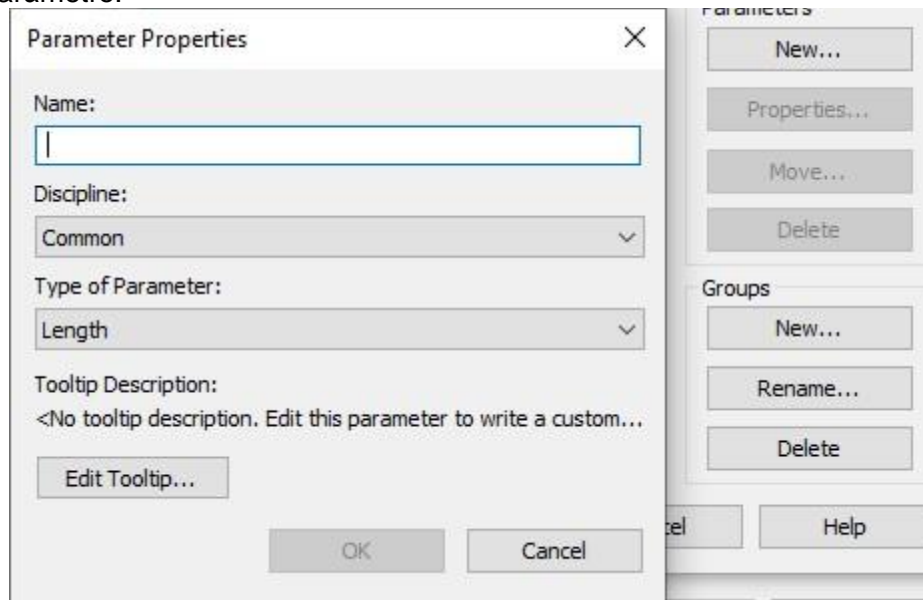 Parameter Properties
Name:
Discipline:
Common
Type of Parameter:
Length
Tooltip Description:
<No tooltip description. Edit this parameter to write a custom...
Edit Tooltip...
OK
Cancel
Parameters
New...
Properties...
Move...
Delete
Groups
New...
Rename...
Delete
Help